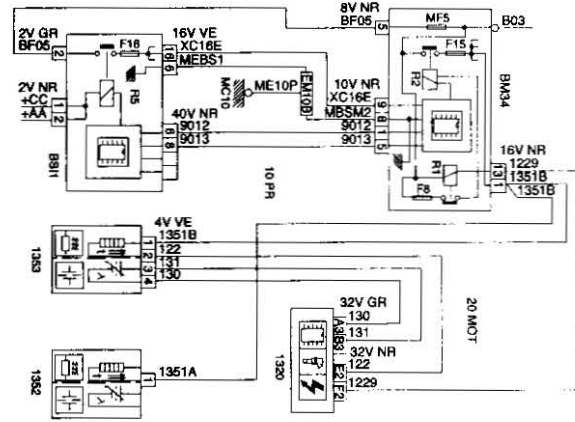 8V NR
BF05
5
MF5
B03
2V GR
BF05
2
F16
16V VE
XC16E
MEBS1
16
6
R5
MC10
ME10P
EM10B
F15
R2
BM34
2V NR
+CC
+AA
1
2
BSI1
40V NR
9012
9013
6
8
10V NR
XC16E
MBSM2
9012
9013
9
8
1
5
10 PR
R1
F8
16V NR
1229
1351B
1351B
13
1
1353
4V VE
1351B
122
131
130
1
2
3
4
20 MOT
1352
1
1351A
1320
32V GR
130
131
A3
B3
32V NR
122
1229
E2
F2